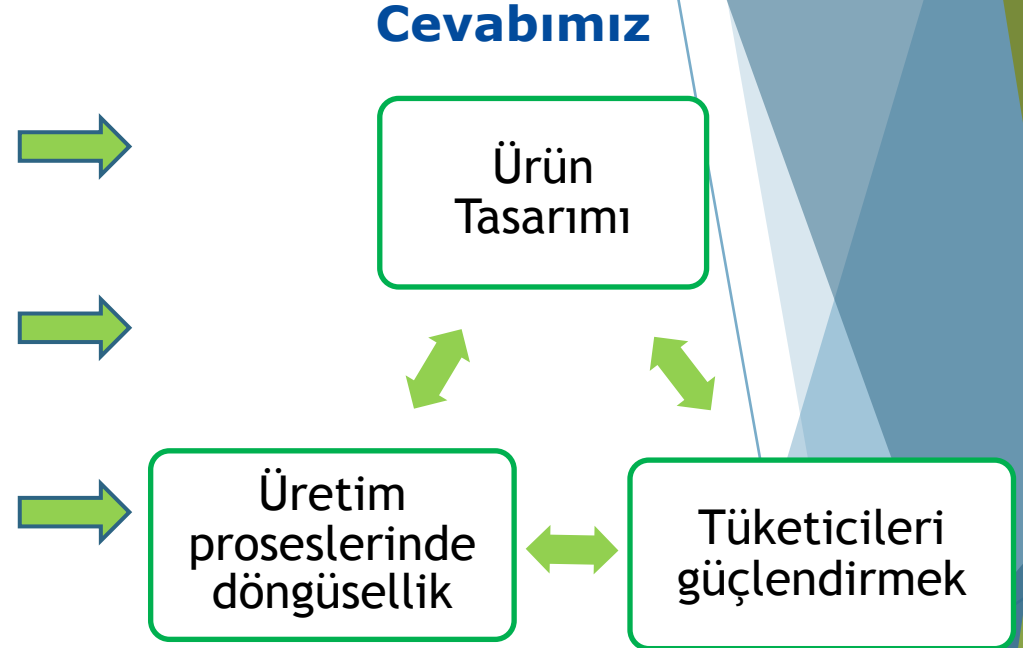 Cevabımız
Ürün
Tasarımı
Üretim
proseslerinde
döngüsellik
Tüketicileri
güçlendirmek